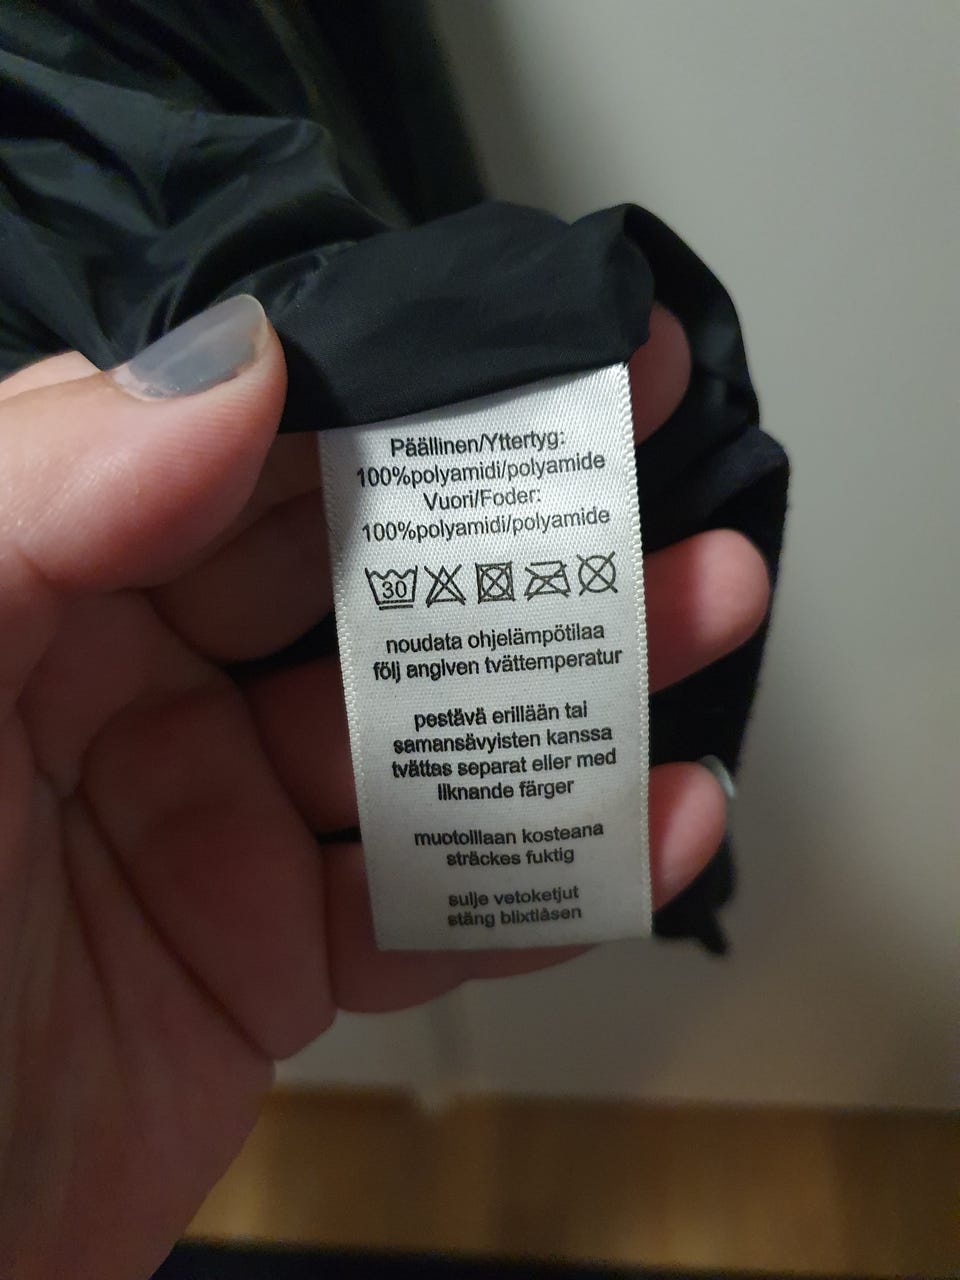 Päällinen/Yttertyg:
100%polyamidi/polyamide
Vuori/Foder:
100%polyamidi/polyamide
30
noudata ohjelämpötilaa
följ angiven tvättemperatur
pestävä erillään tai
samansävyisten kanssa
tvättas separat eller med
liknande färger
muotoillaan kosteana
sträckes fuktig
sulje vetoketjut
stäng blixtlåsen